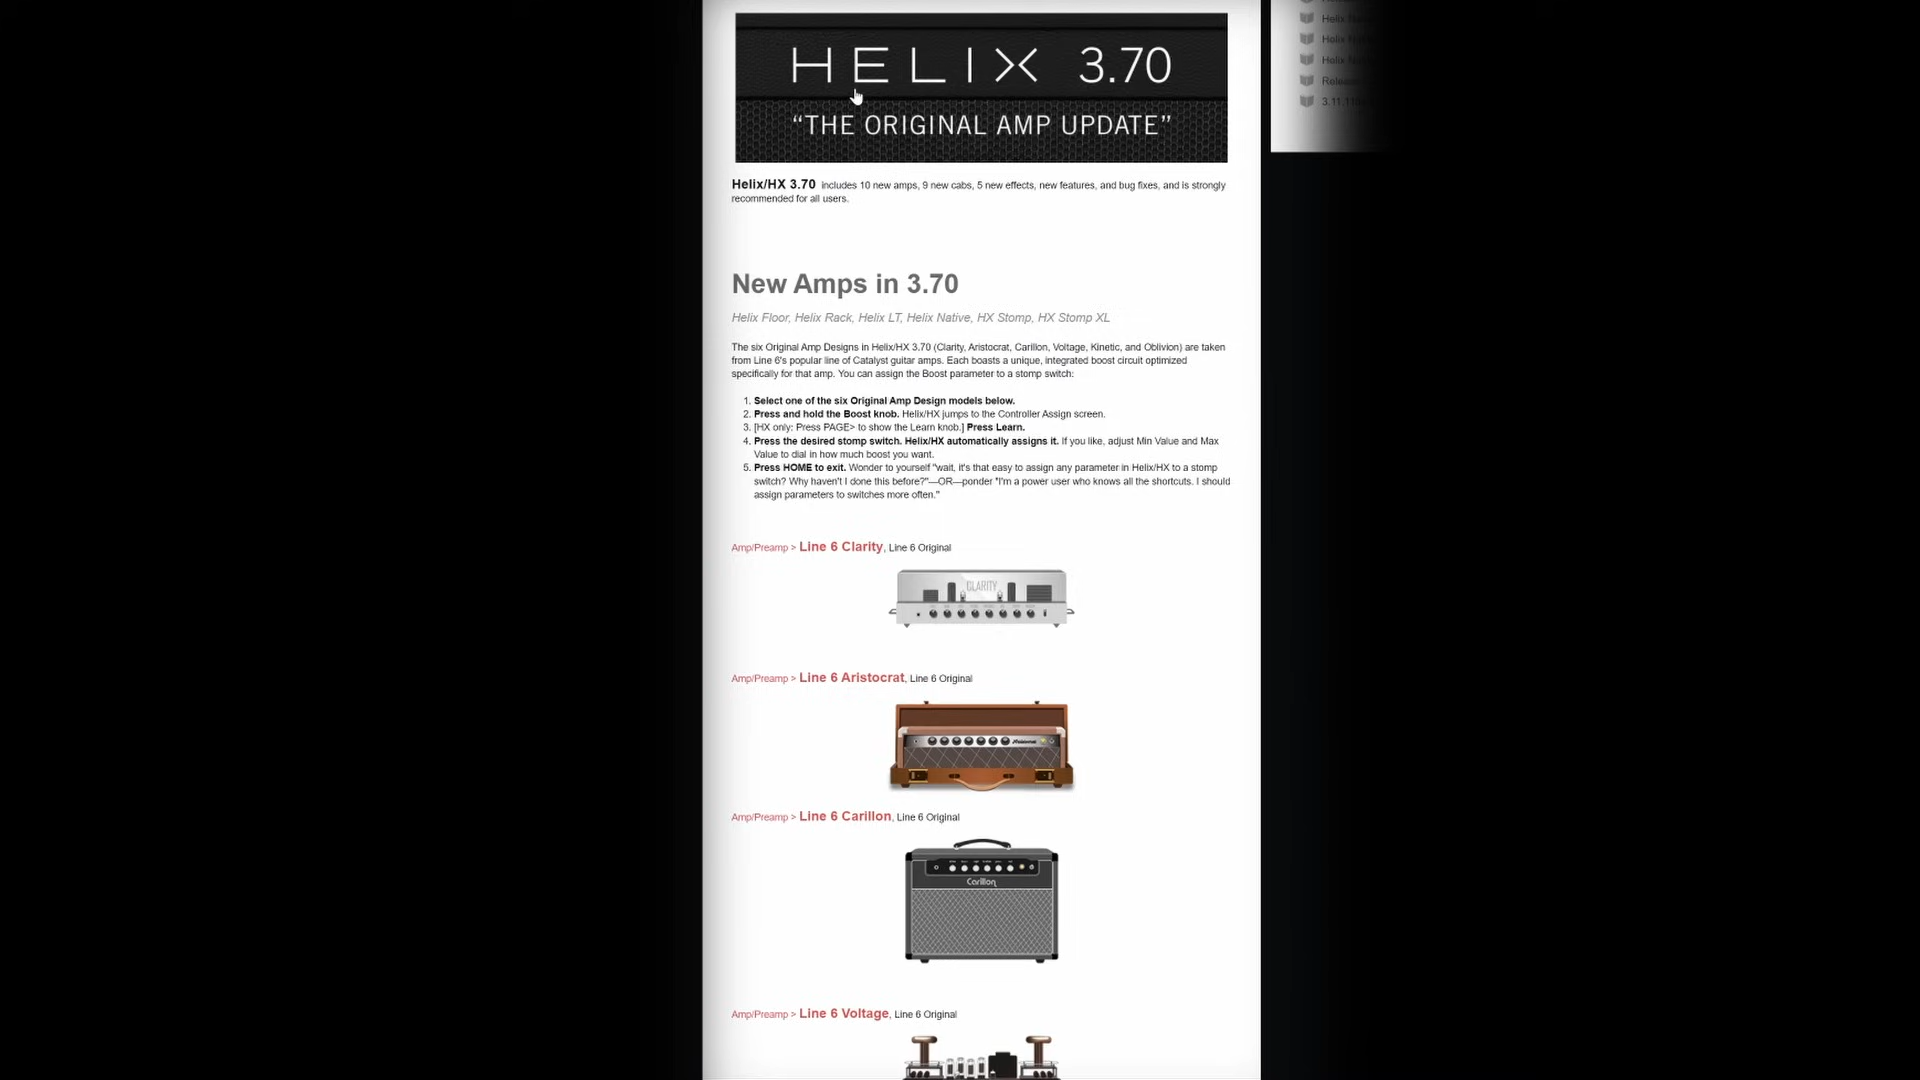 HELIX 3.70
“THE ORIGINAL AMP UPDATE”
Helix/HX 3.70 includes 10 new amps, 9 new cabs, 5 new effects, new features, and bug fixes, and is strongly
recommended for all users.
New Amps in 3.70
Helix Floor, Helix Rack, Helix LT, Helix Native, HX Stomp, HX Stomp XL
The six Original Amp Designs in Helix/HX 3.70 (Clarity, Aristocrat, Carillon, Voltage, Kinetic, and Oblivion) are taken
from Line 6's popular line of Catalyst guitar amps. Each boasts a unique, integrated boost circuit optimized
specifically for that amp. You can assign the Boost parameter to a stomp switch:
1. Select one of the six Original Amp Design models below.
2. Press and hold the Boost knob. Helix/HX jumps to the Controller Assign screen.
3. [HX only: Press PAGE> to show the Learn knob.] Press Learn.
4. Press the desired stomp switch. Helix/HX automatically assigns it. If you like, adjust Min Value and Max
Value to dial in how much boost you want.
5. Press HOME to exit. Wonder to yourself "wait, it's that easy to assign any parameter in Helix/HX to a stomp
switch? Why haven't I done this before?"—OR—ponder "I'm a power user who knows all the shortcuts. I should
assign parameters to switches more often."
Amp/Preamp > Line 6 Clarity, Line 6 Original
CLARITY
Amp/Preamp > Line 6 Aristocrat, Line 6 Original
Aristocrat
Amp/Preamp > Line 6 Carillon, Line 6 Original
Carillon
Amp/Preamp > Line 6 Voltage, Line 6 Original
Helix
Helix
Helix
Release
3.11.